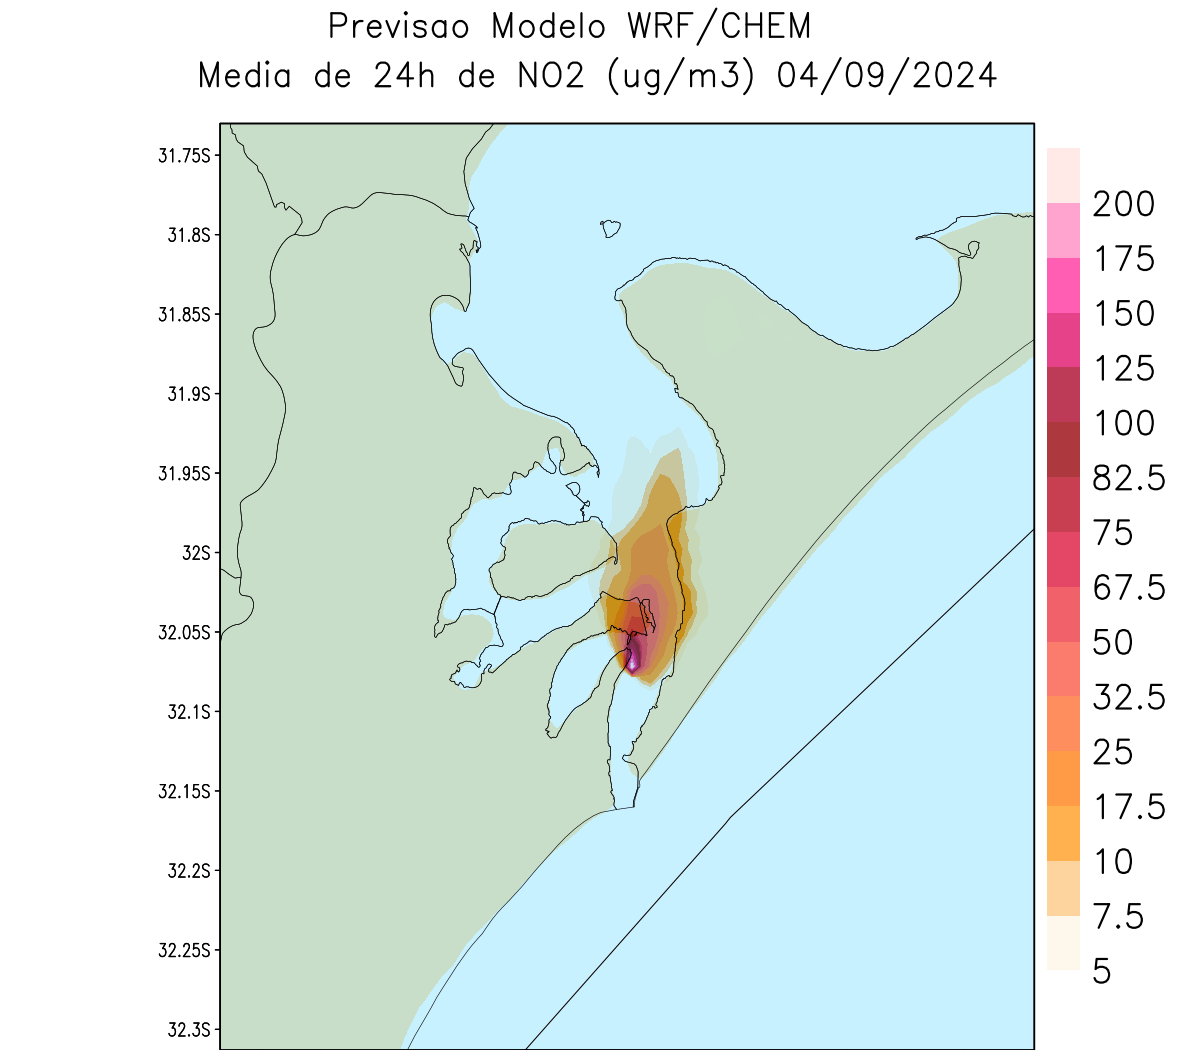 Previsao Modelo WRF/CHEM
Media de 24h de NO2 (ug/m3) 04/09/2024
31.75S
31.8S
31.85S
31.9S
31.95S
32S
32.05S
32.1S
32.15S
32.2S
32.25S
32.3S
200
175
150
125
100
82.5
75
67.5
50
32.5
25
17.5
10
7.5
5